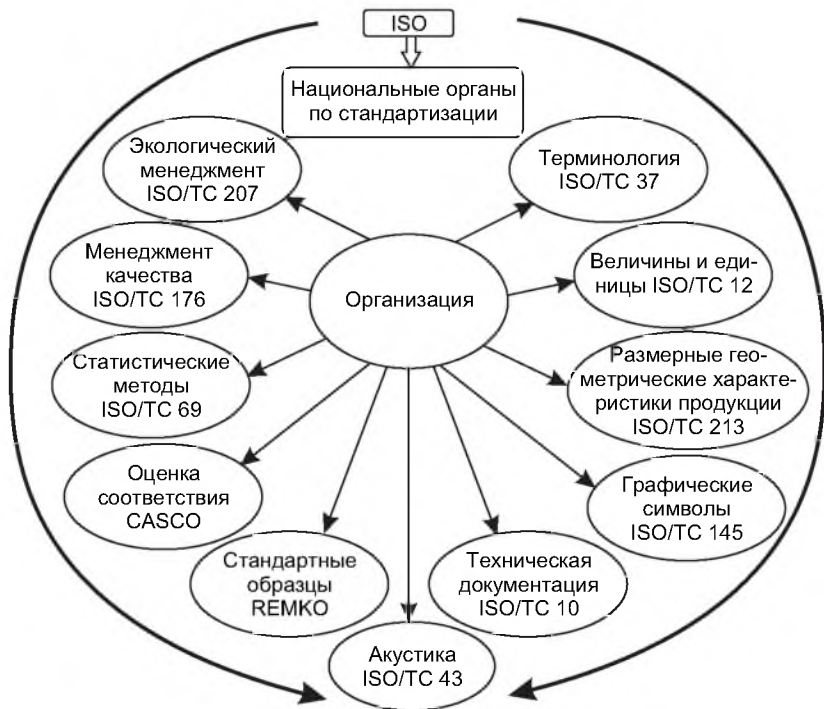 ISO
Национальные органы
по стандартизации
Экологический
менеджмент
ISO/TC 207
Терминология
ISO/TC 37
Менеджмент
качества
ISO/TC 176
Организация
Величины и еди-
ницы ISO/TC 12
Статистические
методы
ISO/TC 69
Размерные гео-
метрические характе-
ристики продукции
ISO/TC 213
Оценка
соответствия
CASCO
Графические
символы
ISO/TC 145
Стандартные
образцы
REMKO
Техническая
документация
ISO/TC 10
Акустика
ISO/TC 43